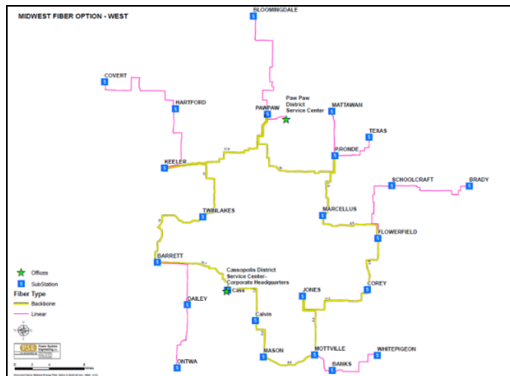 MIDWEST FIBER OPTION - WEST
BLOOMINGDALE
COVERT
HARTFORD
Paw Paw
District
Service Center
PAWPAW
MATTAWAN
TEXAS
P.RONDE
KEELER
SCHOOLCRAFT
BRADY
TWINLAKES
MARCELLUS
FLOWERFIELD
BARRETT
Cassopolis District
Service Center-
Corporate Headquarters
Cass
JONES
COREY
DAILEY
Calvin
MASON
MOTTVILLE
WHITEPIGEON
BANKS
ONTWA
Offices
SubStation
Fiber Type
Backbone
Linear